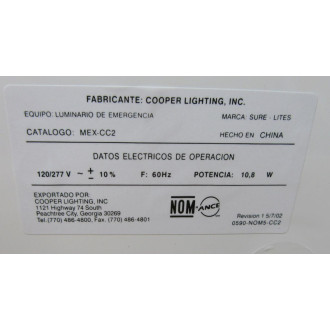 FABRICANTE: COOPER LIGHTING, INC.
EQUIPO: LUMINARIO DE EMERGENCIA MARCA: SURE - LITES
CATALOGO: MEX-CC2 HECHO EN CHINA
DATOS ELECTRICOS DE OPERACION
120/277 V ~ ± 10 % F: 60Hz POTENCIA: 10,8 W
EXPORTADO POR:
COOPER LIGHTING, INC
1121 Highway 74 South
Peachtree City, Georgia 30269
Tel.(770) 486-4800, Fax.(770) 486-4801
NOM-ANCE
Revision 1 5/7/02
0590-NOM5-CC2